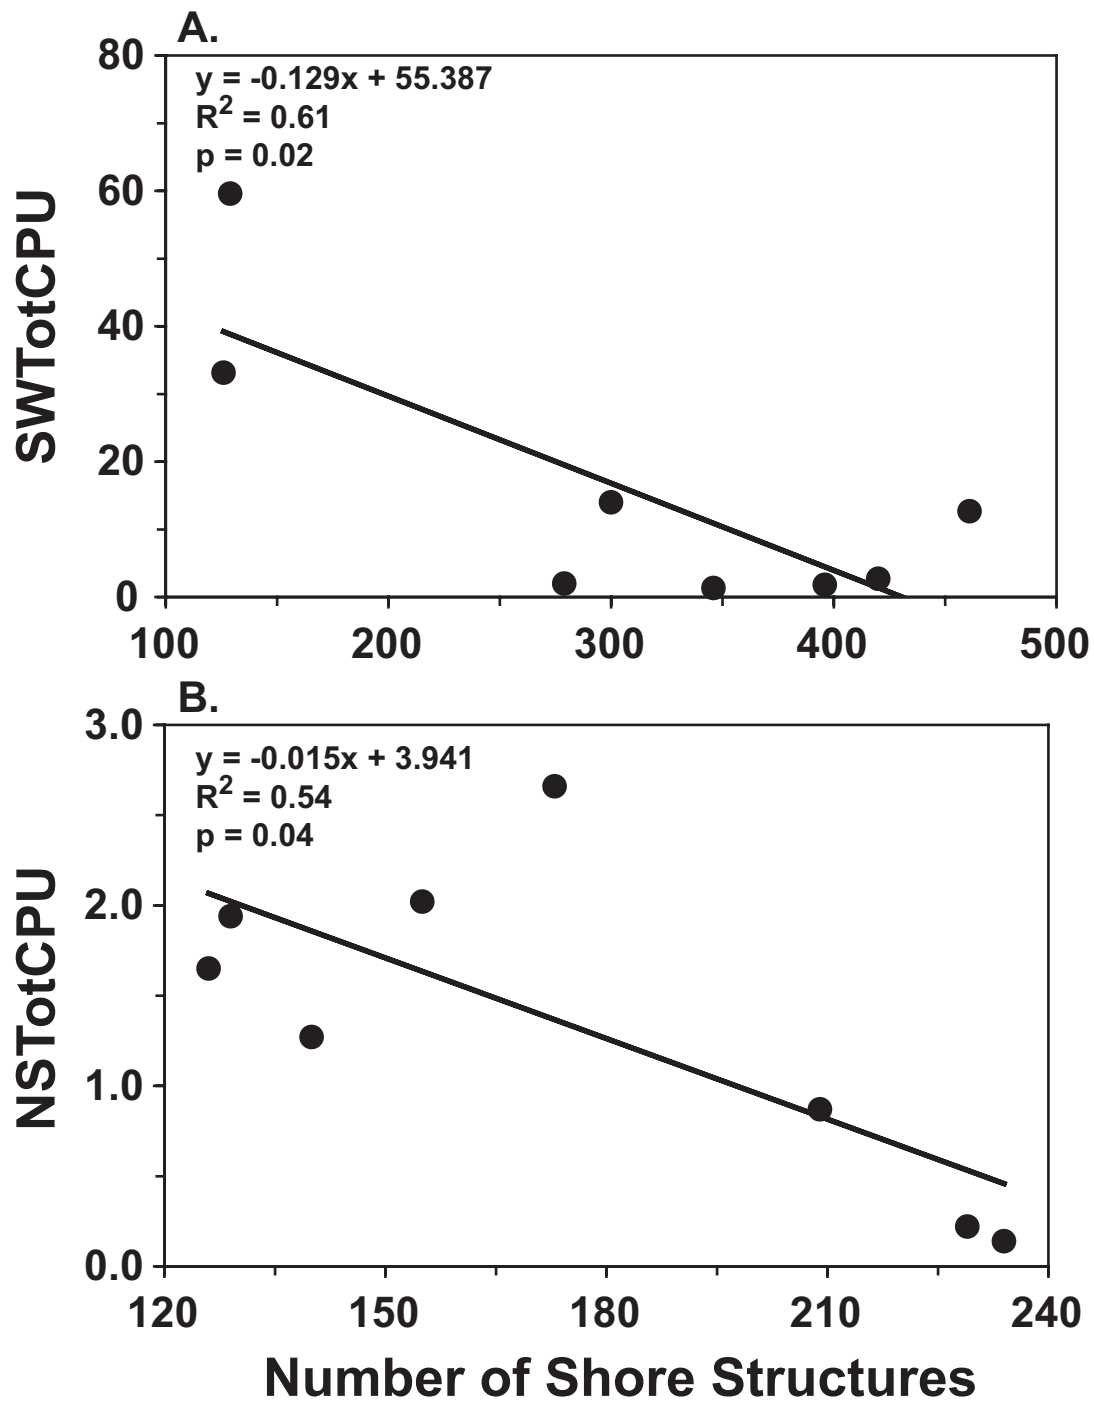 A.
80
y = -0.129x + 55.387
R² = 0.61
p = 0.02
60
SWTotCPU
40
20
0
100 200 300 400 500
B.
3.0
y = -0.015x + 3.941
R² = 0.54
p = 0.04
NSTotCPU
2.0
1.0
0.0
120 150 180 210 240
Number of Shore Structures